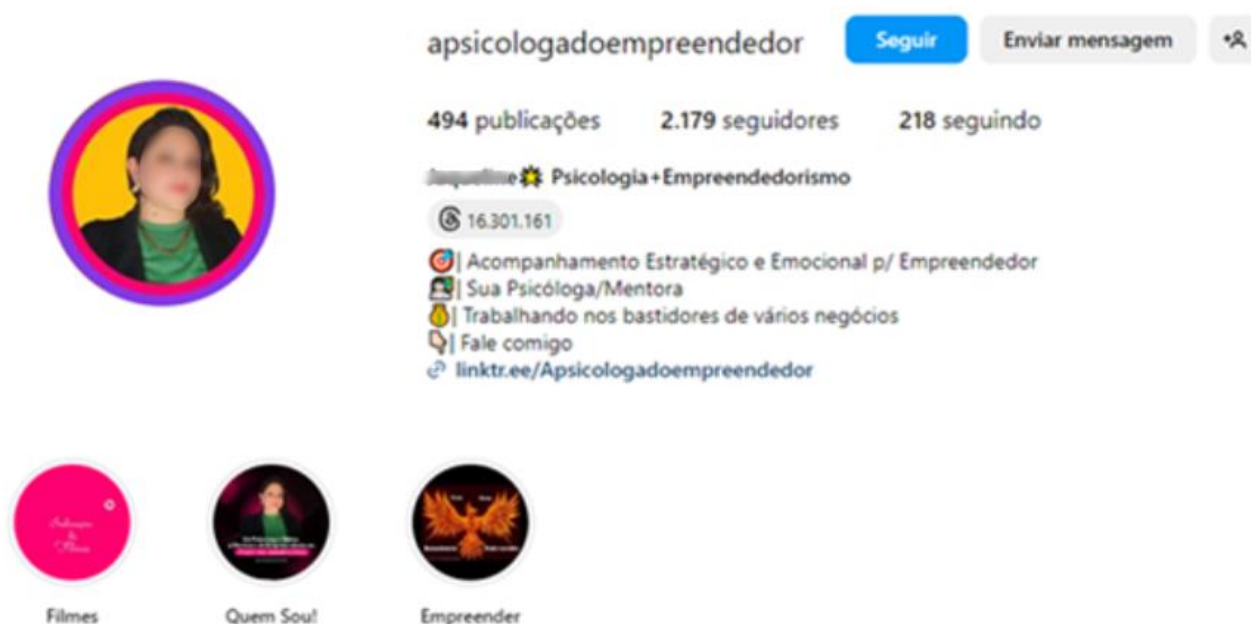 apsicologadoempreendedor Seguir Enviar mensagem
494 publicações 2.179 seguidores 218 seguindo
Psicologia+Empreendedorismo
16.301.161
| Acompanhamento Estratégico e Emocional p/ Empreendedor
| Sua Psicóloga/Mentora
| Trabalhando nos bastidores de vários negócios
| Fale comigo
linktr.ee/Apsicologadoempreendedor
Filmes Quem Sou! Empreender